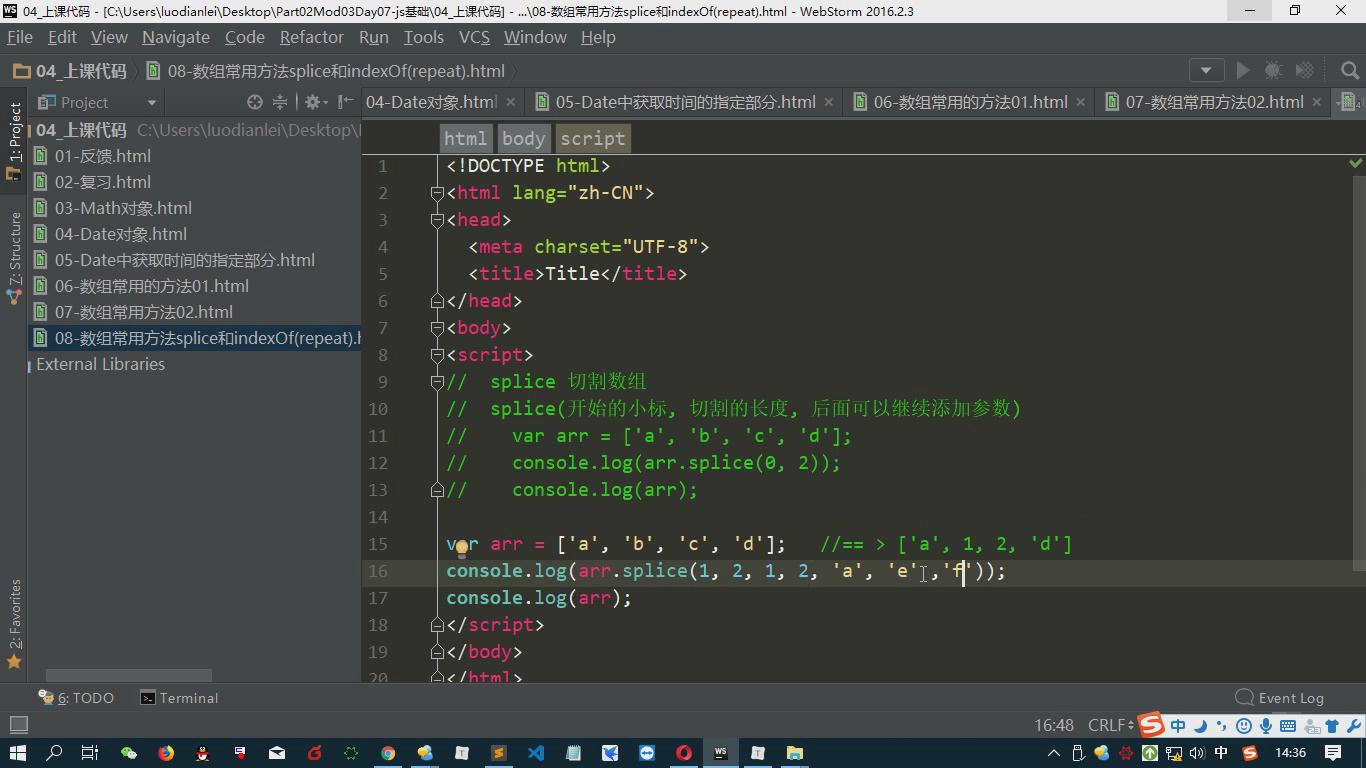 04_上课代码 - [C:\Users\luodianlei\Desktop\Part02Mod03Day07-js基础\04_上课代码] - ...\08-数组常用方法splice和indexOf(repeat).html - WebStorm 2016.2.3
File Edit View Navigate Code Refactor Run Tools VCS Window Help
04_上课代码 08-数组常用方法splice和indexOf(repeat).html
Project
04-Date对象.html 05-Date中获取时间的指定部分.html 06-数组常用的方法01.html 07-数组常用方法02.html
1: Project
Z: Structure
2: Favorites
04_上课代码 C:\Users\luodianlei\Desktop\
01-反馈.html
02-复习.html
03-Math对象.html
04-Date对象.html
05-Date中获取时间的指定部分.html
06-数组常用的方法01.html
07-数组常用方法02.html
08-数组常用方法splice和indexOf(repeat).
External Libraries
html body script
1 <!DOCTYPE html>
2 <html lang="zh-CN">
3 <head>
4 <meta charset="UTF-8">
5 <title>Title</title>
6 </head>
7 <body>
8 <script>
9 // splice 切割数组
10 // splice(开始的小标, 切割的长度, 后面可以继续添加参数)
11 // var arr = ['a', 'b', 'c', 'd'];
12 // console.log(arr.splice(0, 2));
13 // console.log(arr);
14
15 var arr = ['a', 'b', 'c', 'd']; //== > ['a', 1, 2, 'd']
16 console.log(arr.splice(1, 2, 1, 2, 'a', 'e' ,'f'));
17 console.log(arr);
18 </script>
19 </body>
20 </html>
6: TODO Terminal Event Log
16:48 CRLF
中
中 14:36